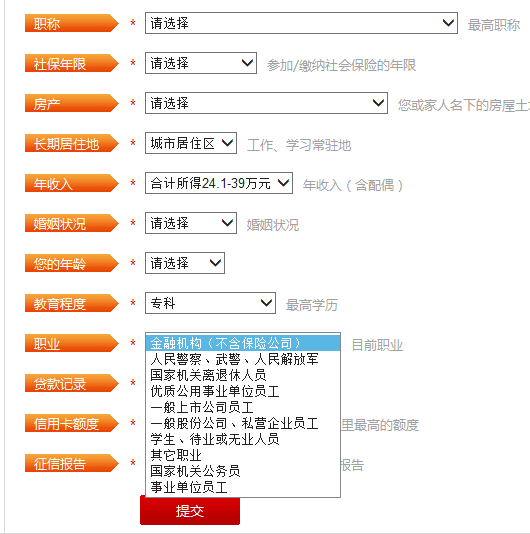 职称 * 请选择 最高职称
社保年限 * 请选择 参加/缴纳社会保险的年限
房产 * 请选择 您或家人名下的房屋土
长期居住地 * 城市居住区 工作、学习常驻地
年收入 * 合计所得24.1-39万元 年收入（含配偶）
婚姻状况 * 请选择 婚姻状况
您的年龄 * 请选择
教育程度 * 专科 最高学历
职业 * 金融机构（不含保险公司） 目前职业
人民警察、武警、人民解放军
国家机关离退休人员
贷款记录 *
优质公用事业单位员工
一般上市公司员工
信用卡额度 * 一般股份公司、私营企业员工 里最高的额度
学生、待业或无业人员
其它职业
征信报告 * 国家机关公务员 报告
事业单位员工
提交